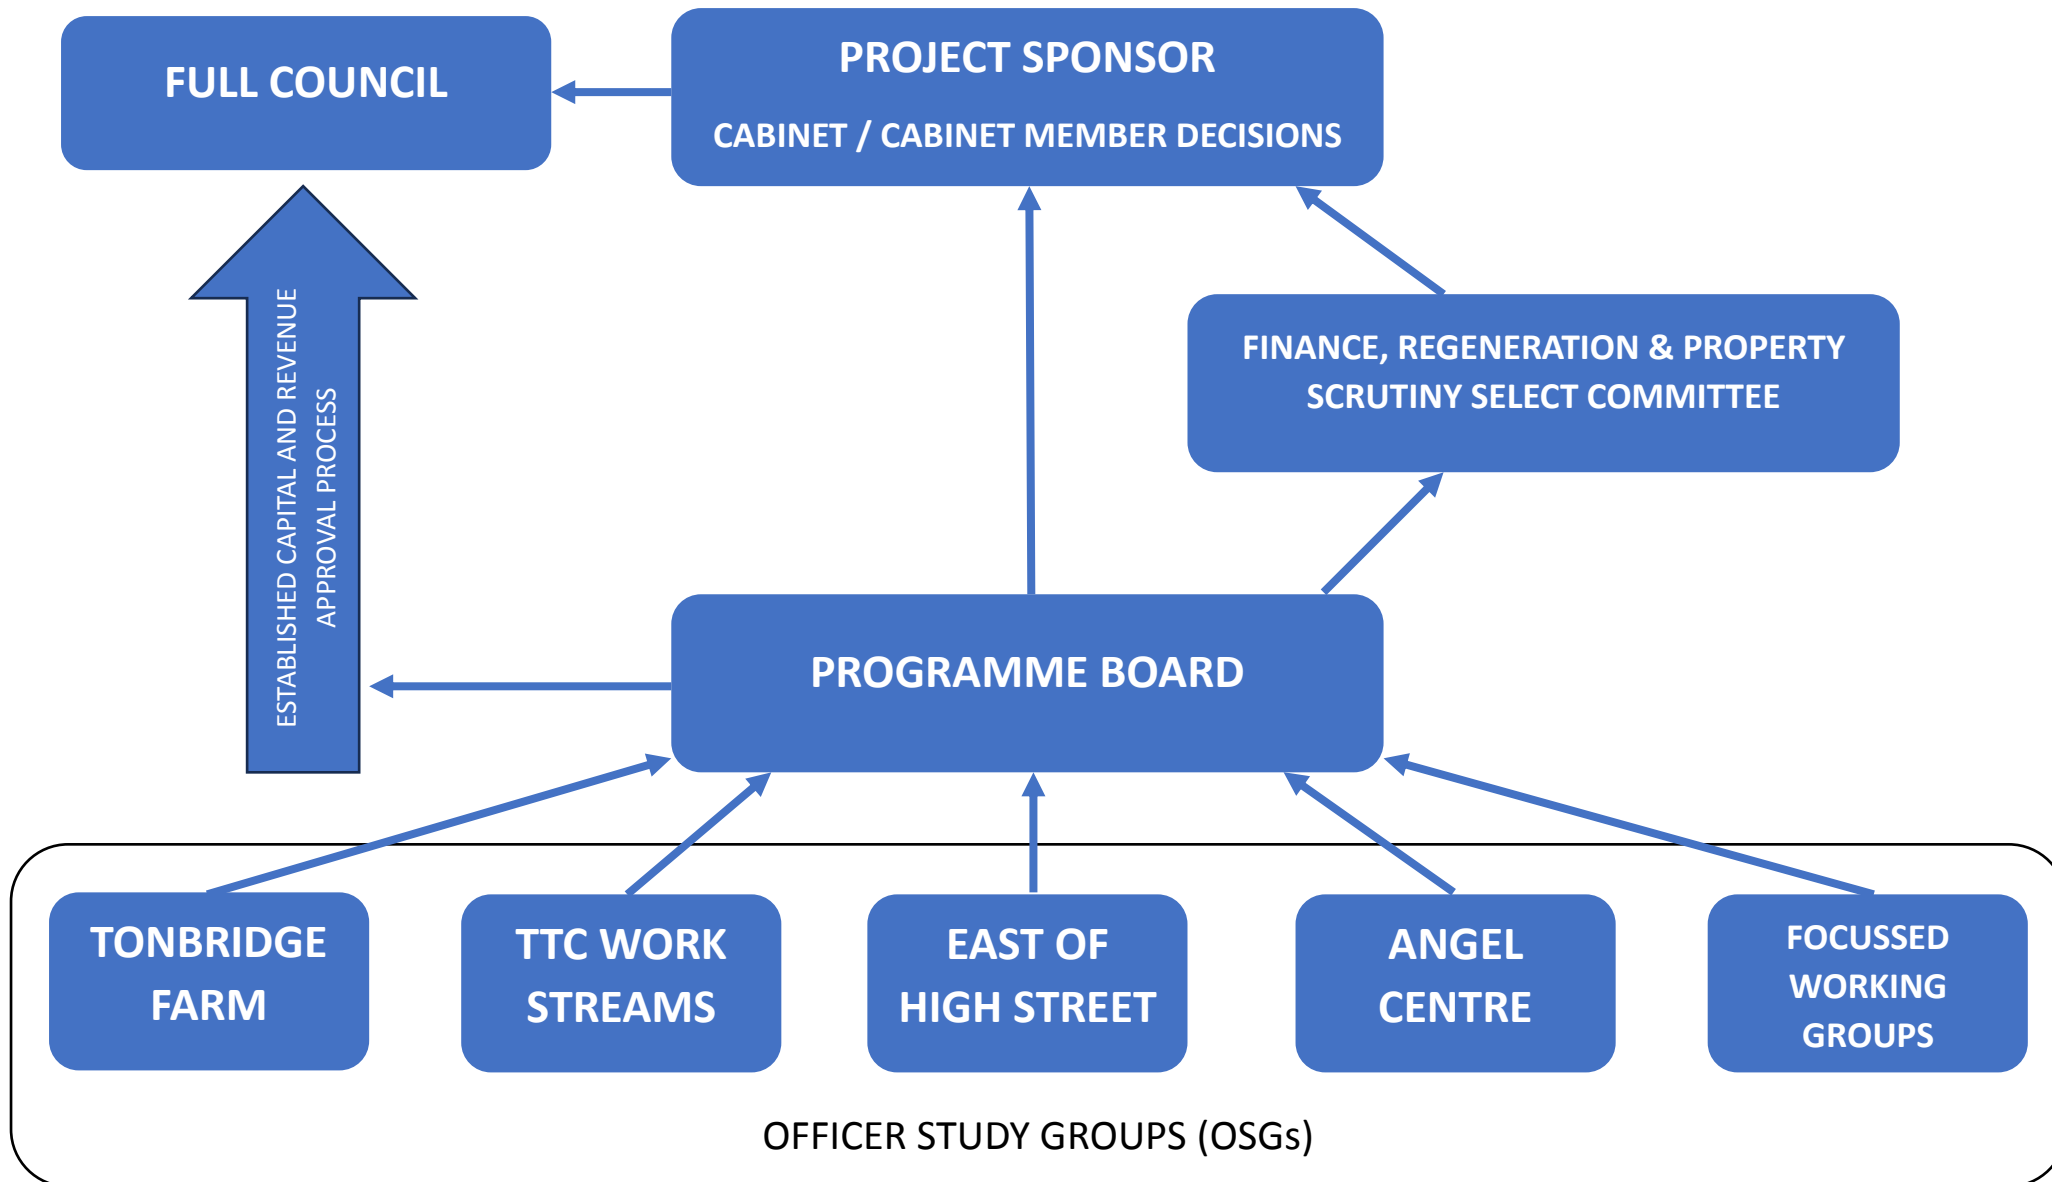 FULL COUNCIL
PROJECT SPONSOR
CABINET / CABINET MEMBER DECISIONS
ESTABLISHED CAPITAL AND REVENUE
APPROVAL PROCESS
FINANCE, REGENERATION & PROPERTY
SCRUTINY SELECT COMMITTEE
PROGRAMME BOARD
TONBRIDGE
FARM
TTC WORK
STREAMS
EAST OF
HIGH STREET
ANGEL
CENTRE
FOCUSSED
WORKING
GROUPS
OFFICER STUDY GROUPS (OSGs)